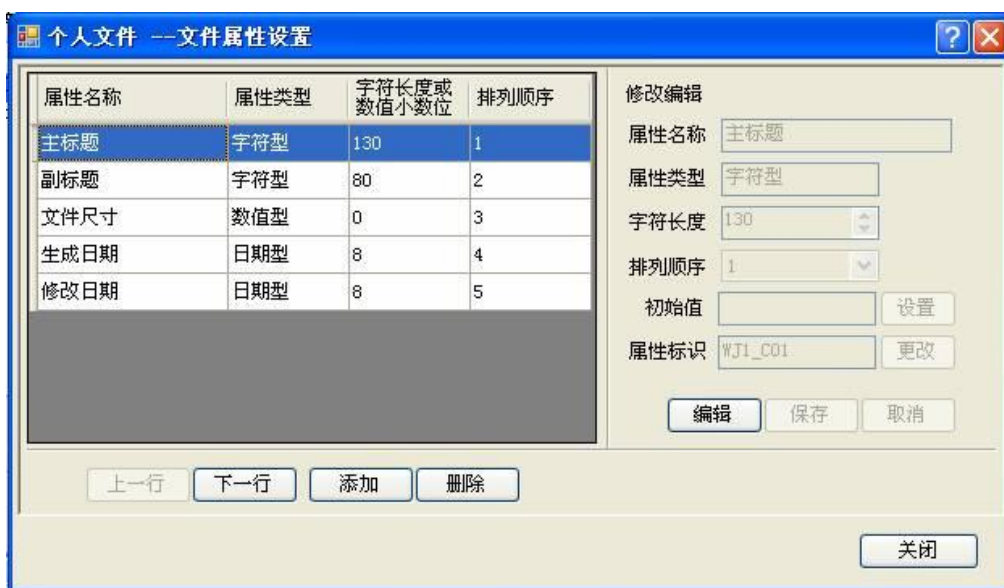 个人文件 --文件属性设置
属性名称 属性类型 字符长度或 排列顺序
数值小数位
主标题 字符型 130 1
副标题 字符型 80 2
文件尺寸 数值型 0 3
生成日期 日期型 8 4
修改日期 日期型 8 5
修改编辑
属性名称 主标题
属性类型 字符型
字符长度 130
排列顺序 1
初始值 设置
属性标识 WJ1_C01 更改
编辑 保存 取消
上一行 下一行 添加 删除
关闭